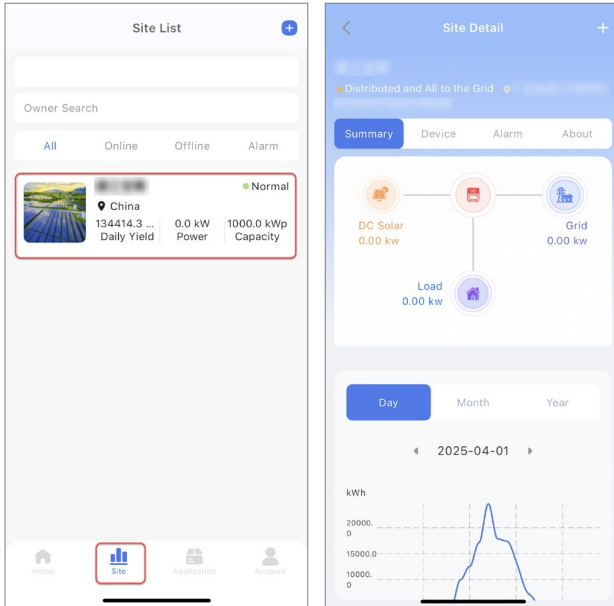 Site List
Owner Search
All Online Offline Alarm
Normal
China
134414.3 ... 0.0 kW 1000.0 kWp
Daily Yield Power Capacity
Home Site Application Account
Site Detail
Distributed and All to the Grid
Summary Device Alarm About
DC Solar
0.00 kw
Grid
0.00 kw
Load
0.00 kw
Day Month Year
2025-04-01
kWh
20000.
0
15000.0
10000.
0